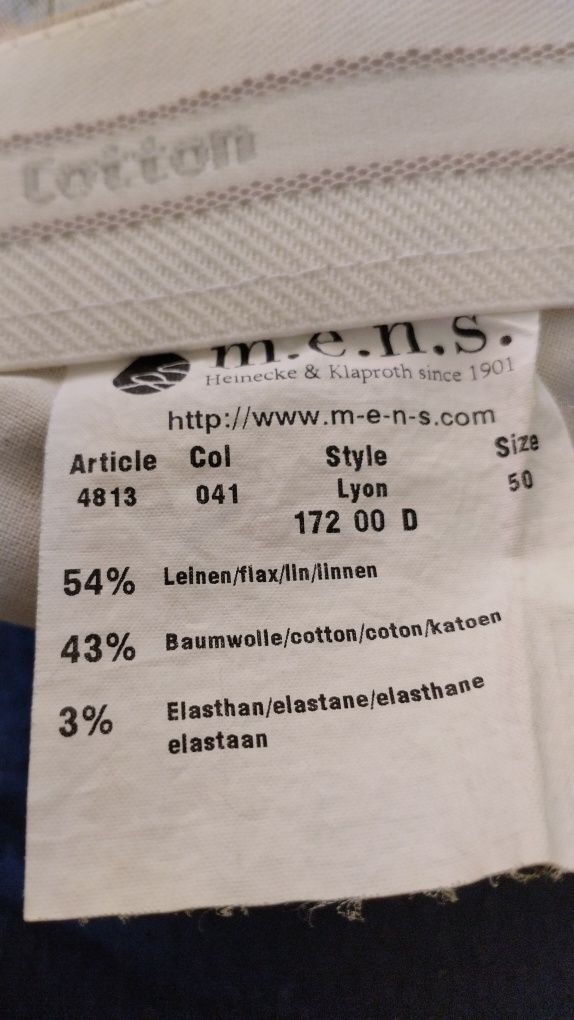 Cotton
m.e.n.s.
Heinecke & Klaproth since 1901
http://www.m-e-n-s.com
Article Col Style Size
4813 041 Lyon 50
172 00 D
54% Leinen/flax/lin/linnen
43% Baumwolle/cotton/coton/katoen
3% Elasthan/elastane/elasthane
elastaan